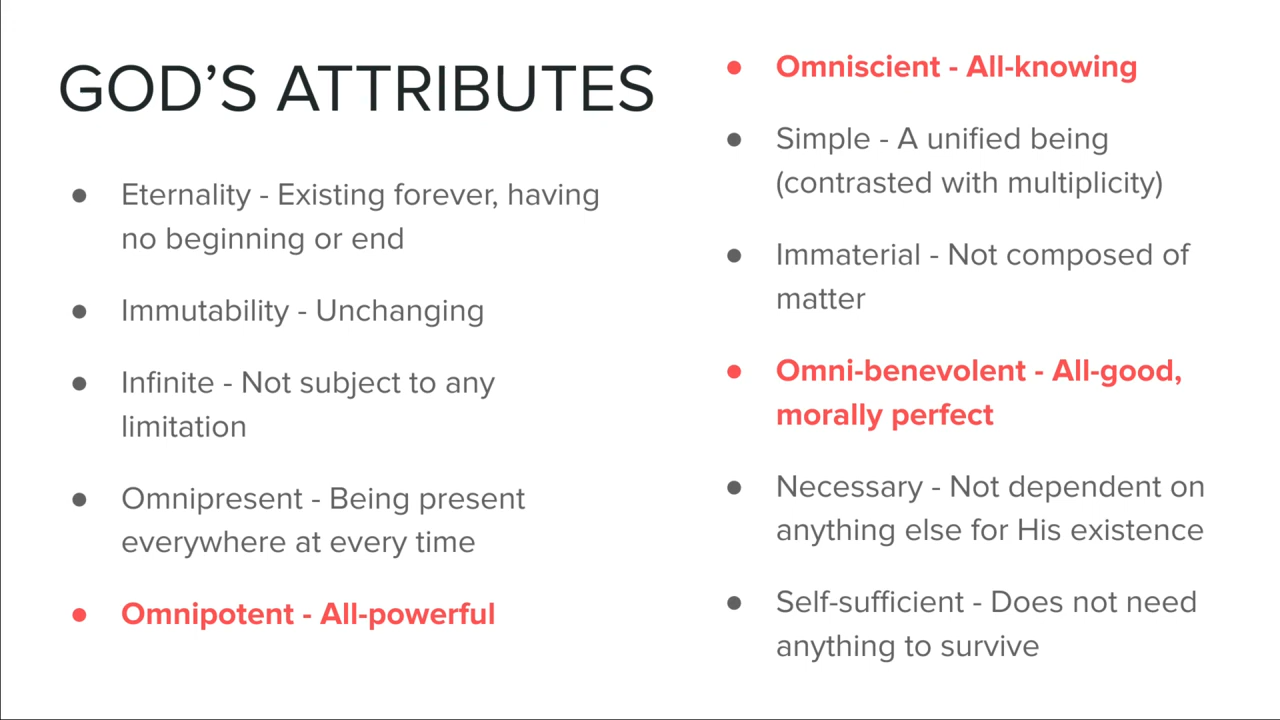 GOD’S ATTRIBUTES
● Eternality - Existing forever, having
no beginning or end
● Immutability - Unchanging
● Infinite - Not subject to any
limitation
● Omnipresent - Being present
everywhere at every time
● Omnipotent - All-powerful
● Omniscient - All-knowing
● Simple - A unified being
(contrasted with multiplicity)
● Immaterial - Not composed of
matter
● Omni-benevolent - All-good,
morally perfect
● Necessary - Not dependent on
anything else for His existence
● Self-sufficient - Does not need
anything to survive